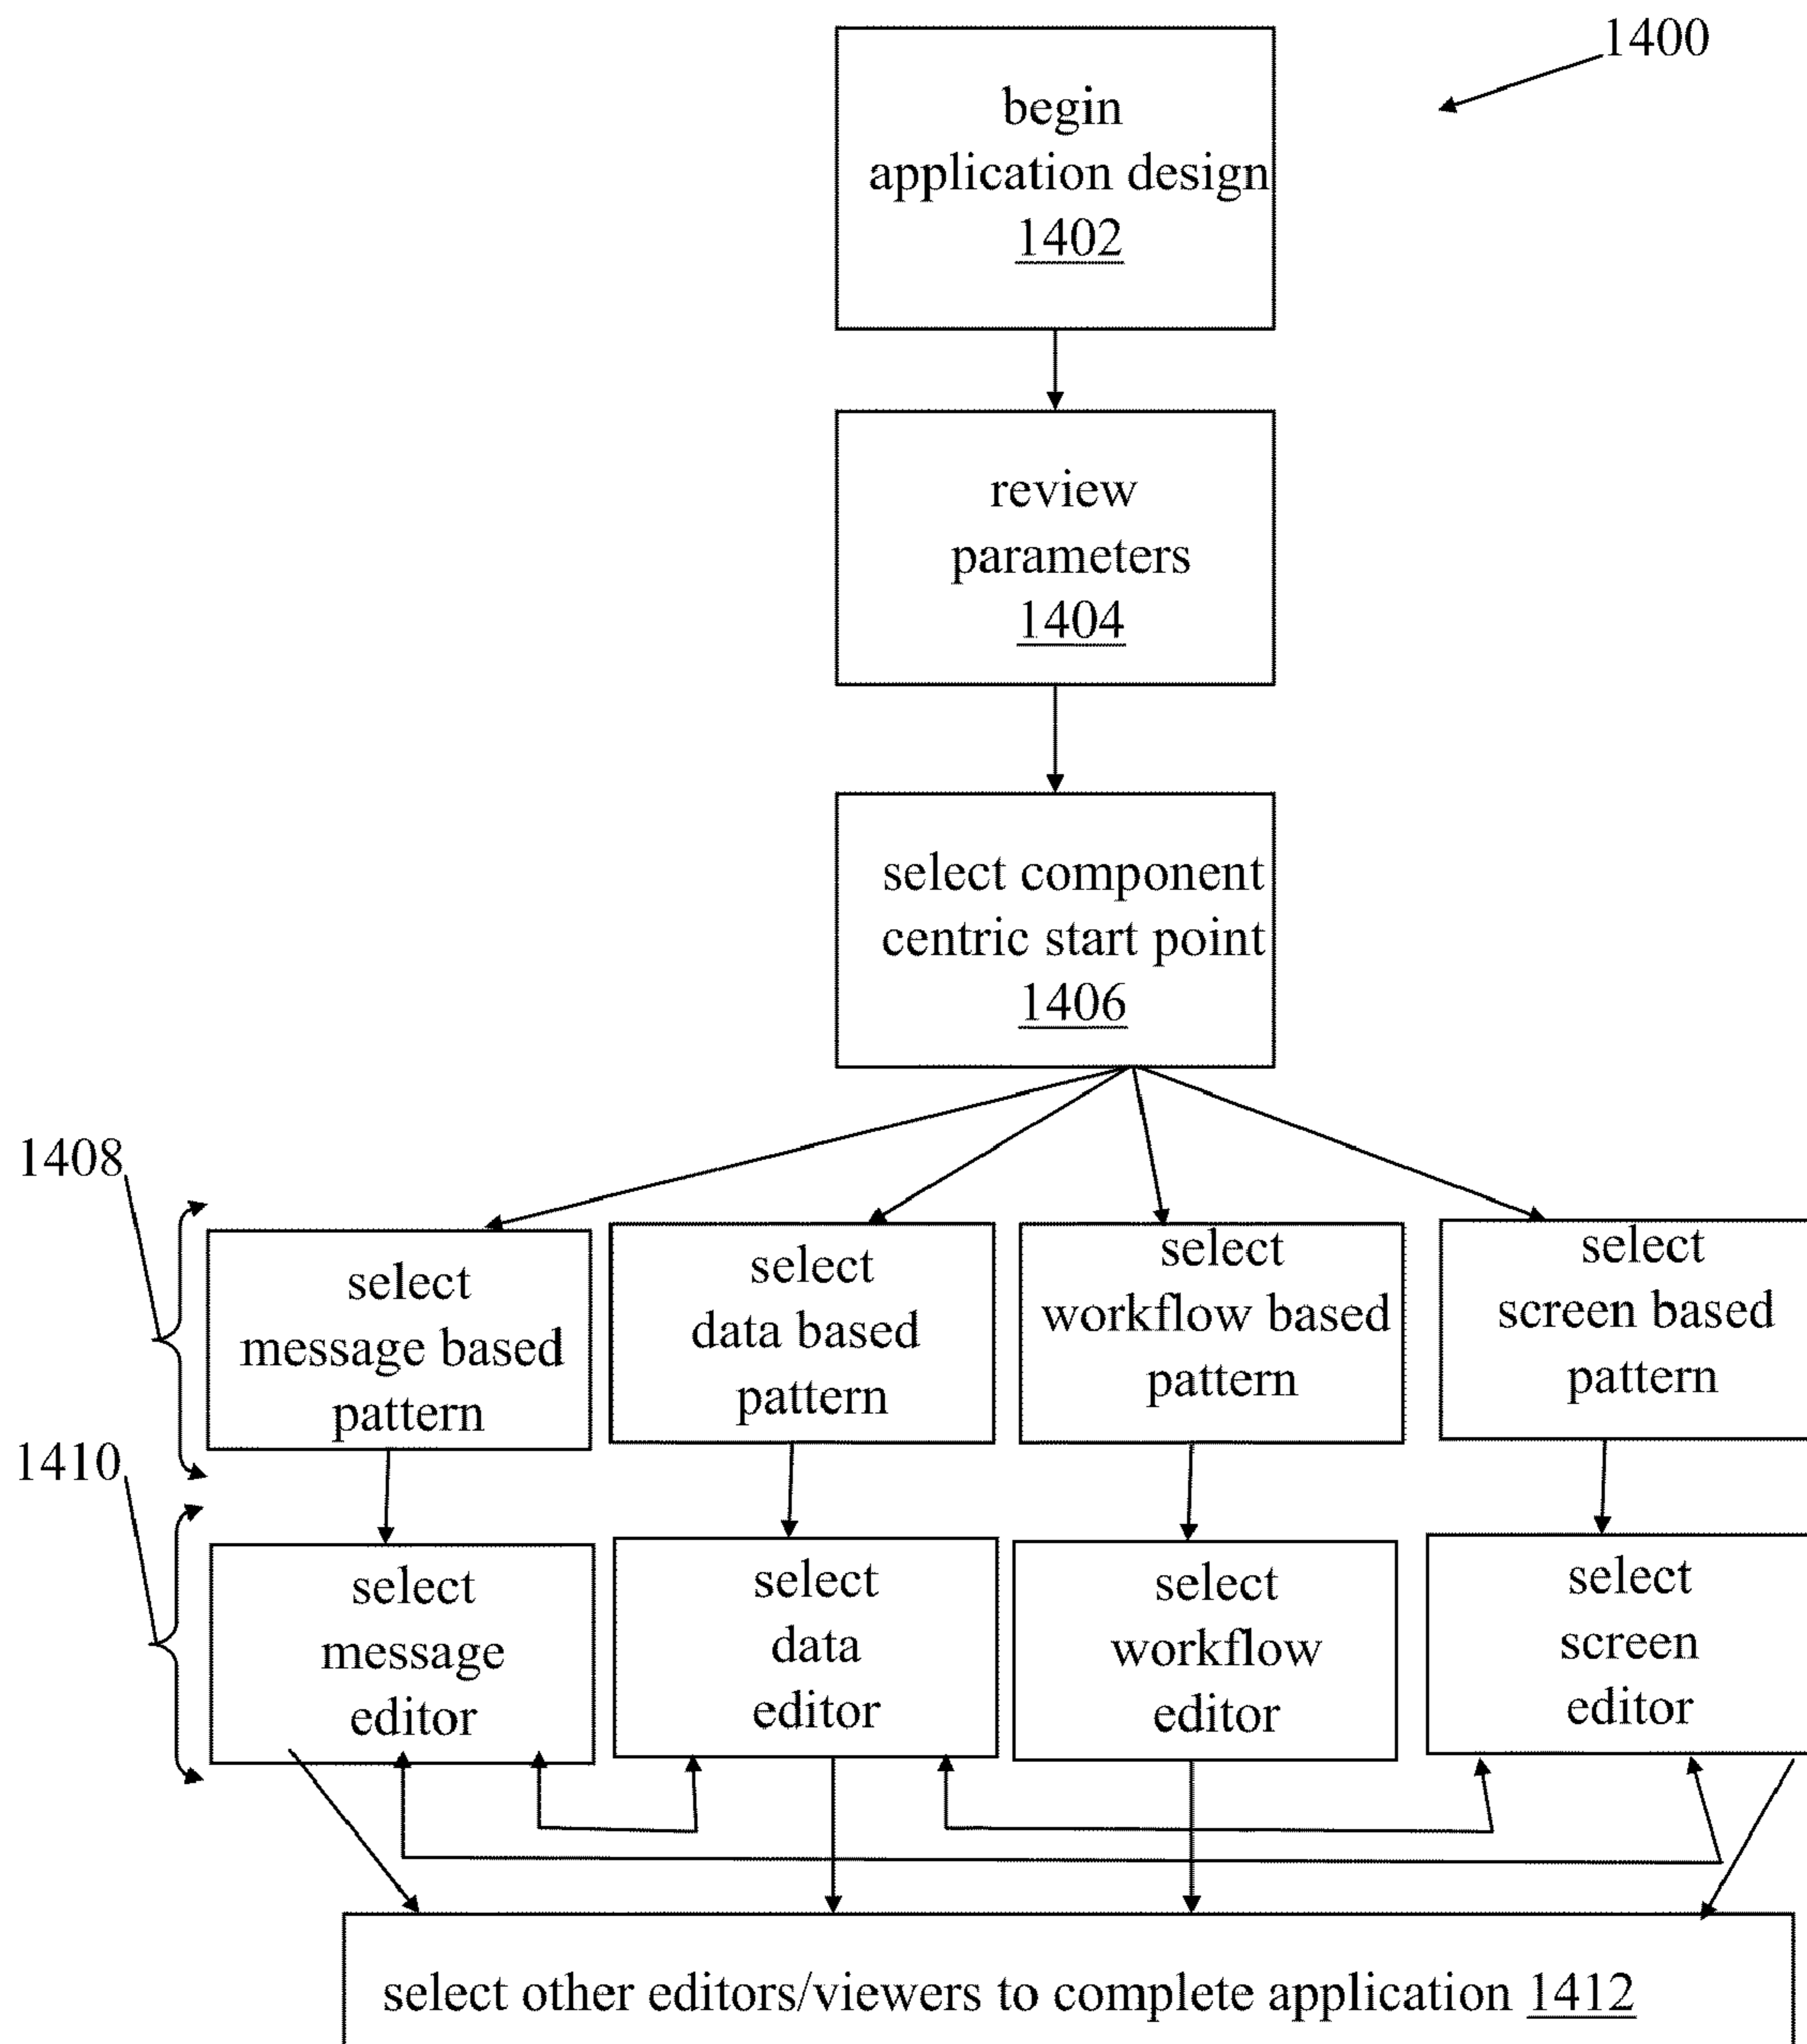 1400
begin
application design
1402
review
parameters
1404
select component
centric start point
1406
1408
select
message based
pattern
select
data based
pattern
select
workflow based
pattern
select
screen based
pattern
1410
select
message
editor
select
data
editor
select
workflow
editor
select
screen
editor
select other editors/viewers to complete application 1412